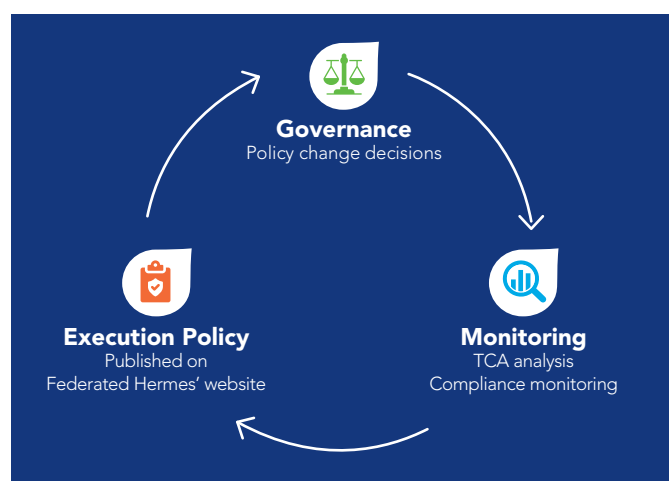 Governance
Policy change decisions
Execution Policy
Published on
Federated Hermes’ website
Monitoring
TCA analysis
Compliance monitoring